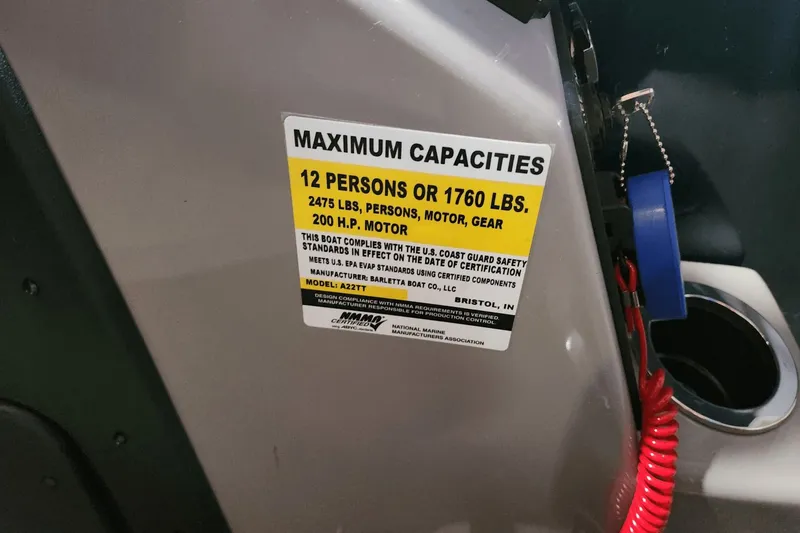 MAXIMUM CAPACITIES
12 PERSONS OR 1760 LBS.
2475 LBS, PERSONS, MOTOR, GEAR
200 H.P. MOTOR
THIS BOAT COMPLIES WITH THE U.S. COAST GUARD SAFETY
STANDARDS IN EFFECT ON THE DATE OF CERTIFICATION
MEETS U.S. EPA EVAP STANDARDS USING CERTIFIED COMPONENTS
MANUFACTURER: BARLETTA BOAT CO., LLC
MODEL: A22TT
BRISTOL, IN
DESIGN COMPLIANCE WITH NMMA REQUIREMENTS IS VERIFIED.
MANUFACTURER RESPONSIBLE FOR PRODUCTION CONTROL.
NMMA
CERTIFIED
NATIONAL MARINE
MANUFACTURERS ASSOCIATION